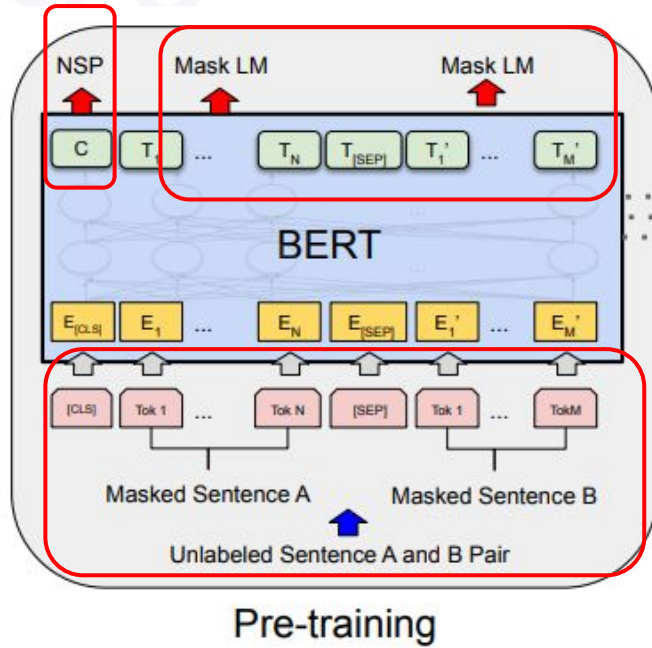 NSP Mask LM Mask LM
C T1 ... TN T[SEP] T1' ... TM'
...
BERT
...
E[CLS] E1 ... EN E[SEP] E1' ... EM'
[CLS] Tok 1 ... Tok N [SEP] Tok 1 ... TokM
Masked Sentence A Masked Sentence B
Unlabeled Sentence A and B Pair
Pre-training